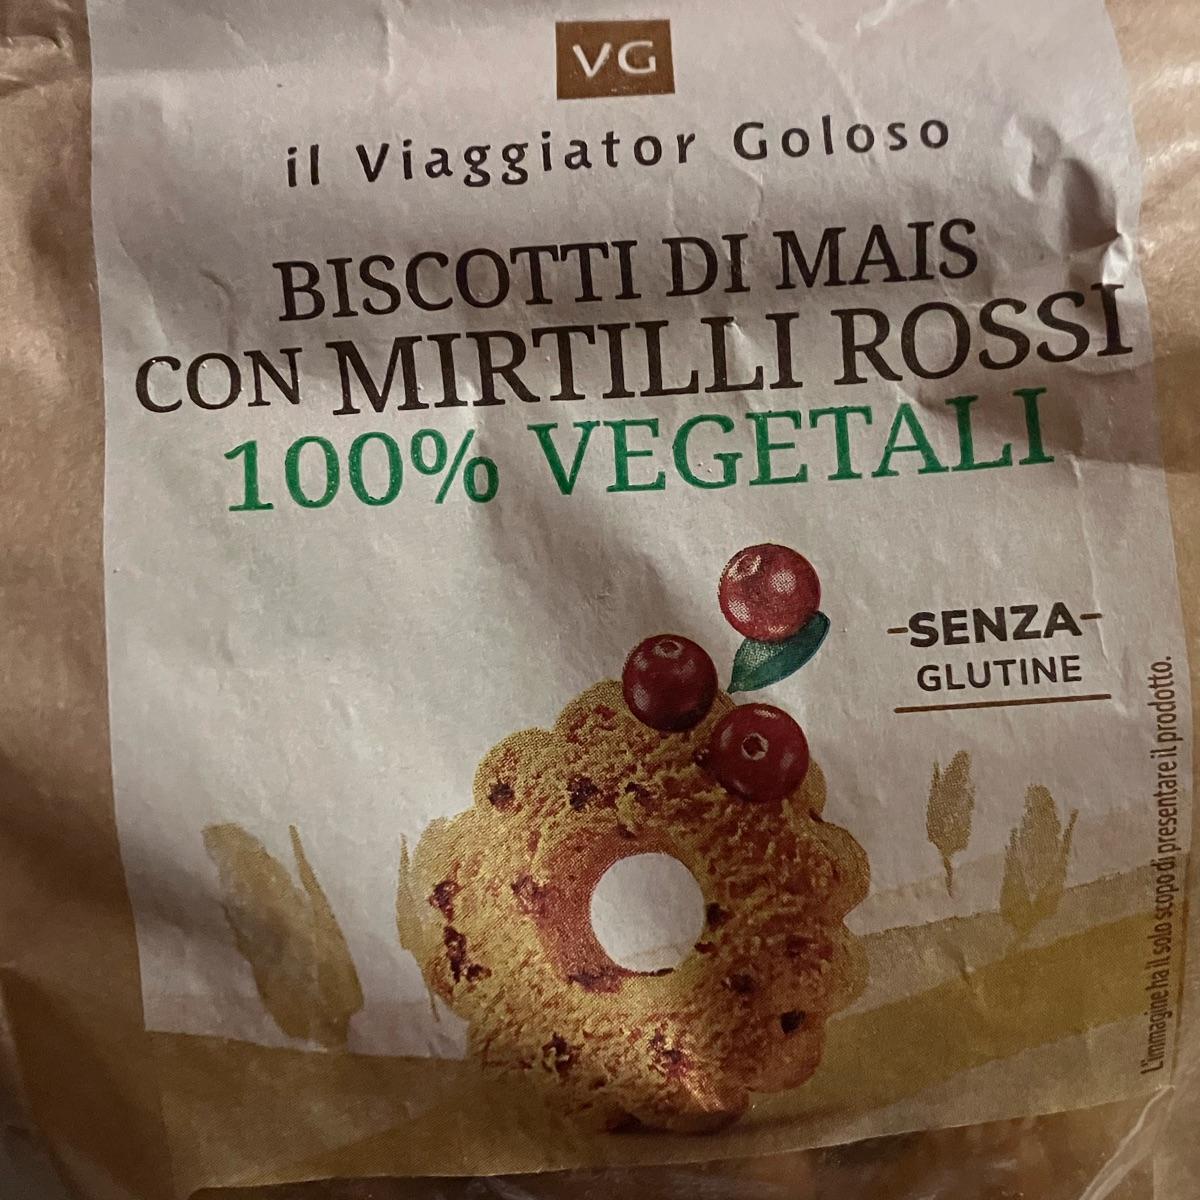 VG
il Viaggiator Goloso
BISCOTTI DI MAIS
CON MIRTILLI ROSSI
100% VEGETALI
-SENZA-
GLUTINE
L'immagine ha il solo scopo di presentare il prodotto.